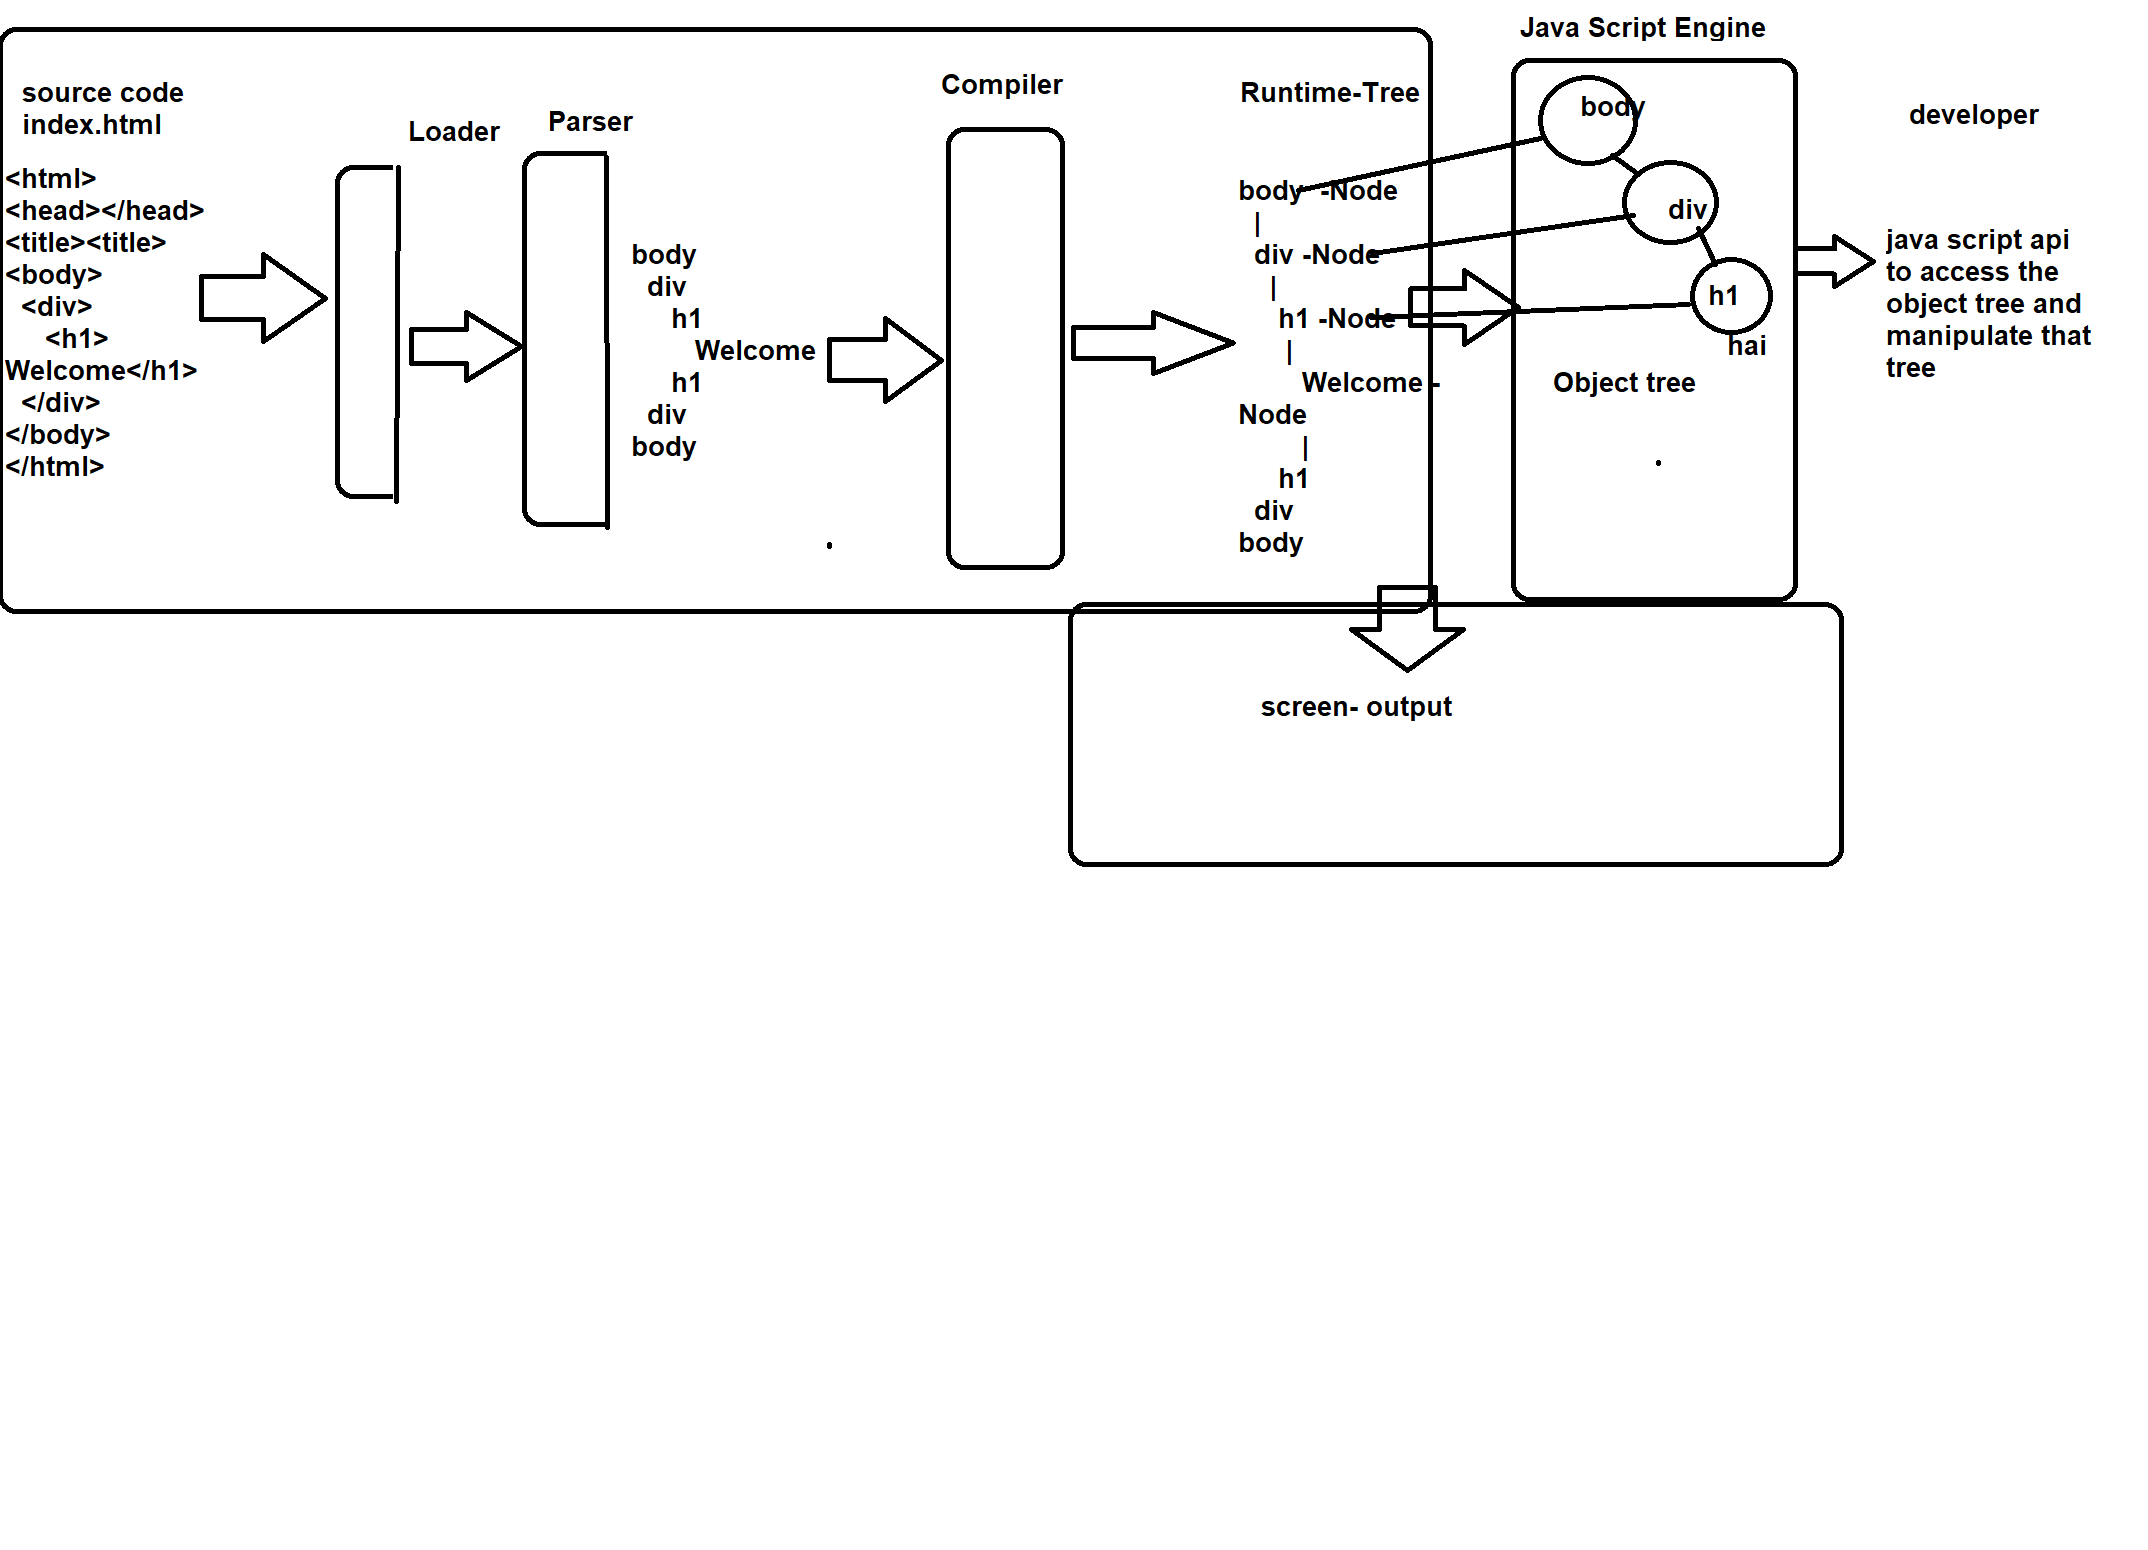 source code
index.html
<html>
<head></head>
<title><title>
<body>
<div>
<h1>
Welcome</h1>
</div>
</body>
</html>
Loader
Parser
body
div
h1
Welcome
h1
div
body
Compiler
Runtime-Tree
body -Node
|
div -Node
|
h1 -Node
|
Welcome -
Node
|
h1
div
body
Java Script Engine
body
div
h1
hai
Object tree
developer
java script api
to access the
object tree and
manipulate that
tree
screen- output